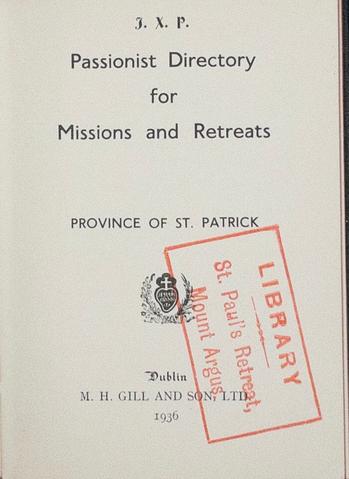 J. X. P.
Passionist Directory
for
Missions and Retreats
PROVINCE OF ST. PATRICK
Dublin
M. H. GILL AND SON, LTD.
1936
LIBRARY
St. Paul's Retreat,
Mount Argus